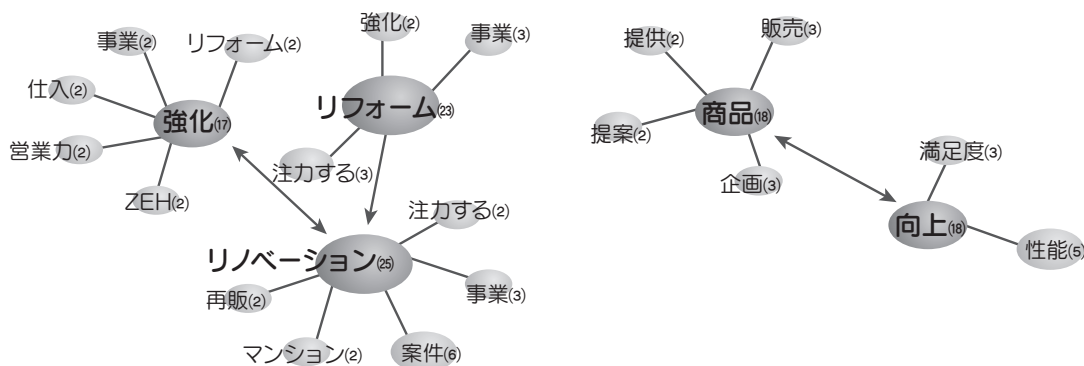 強化(2)
事業(3)
事業(2)
リフォーム(2)
仕入(2)
リフォーム(23)
強化(17)
営業力(2)
注力する(3)
ZEH(2)
注力する(2)
リノベーション(25)
事業(3)
再販(2)
マンション(2)
案件(6)
販売(3)
提供(2)
商品(18)
提案(2)
企画(3)
満足度(3)
向上(18)
性能(5)